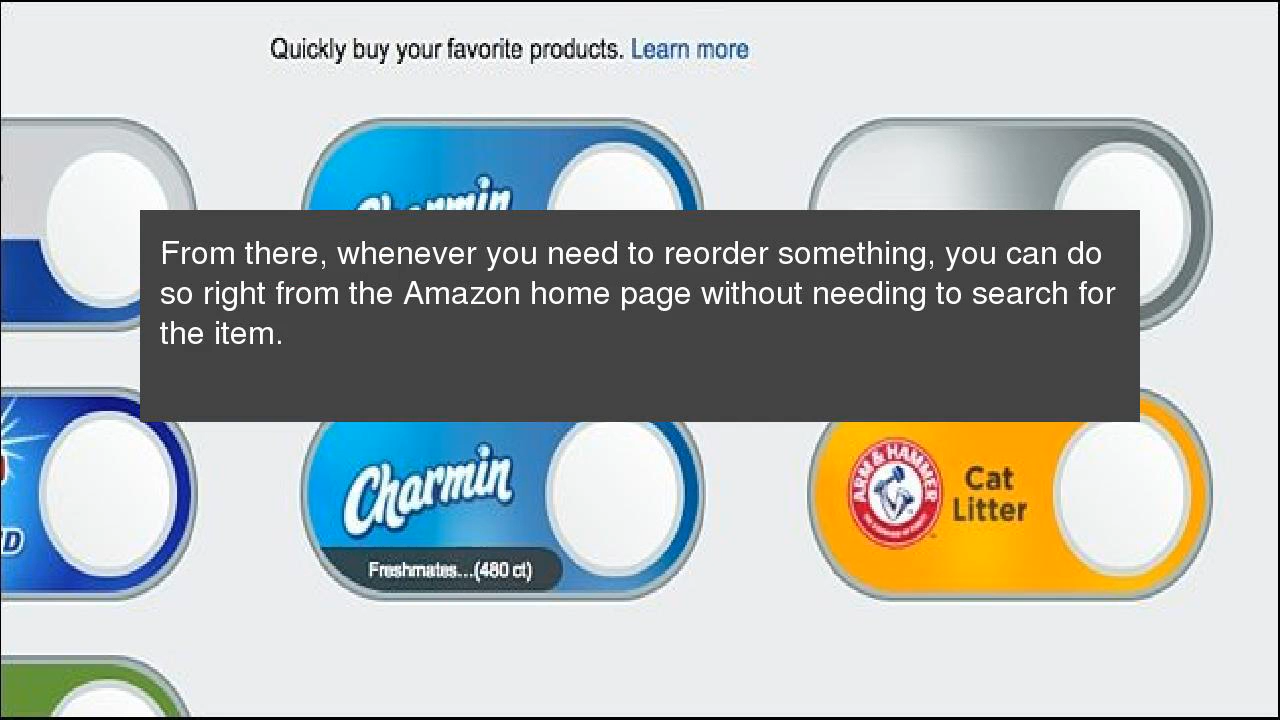 Quickly buy your favorite products. Learn more
Charmin
From there, whenever you need to reorder something, you can do
so right from the Amazon home page without needing to search for
the item.
Charmin
Freshmates...(480 ct)
ARM & HAMMER
Cat
Litter